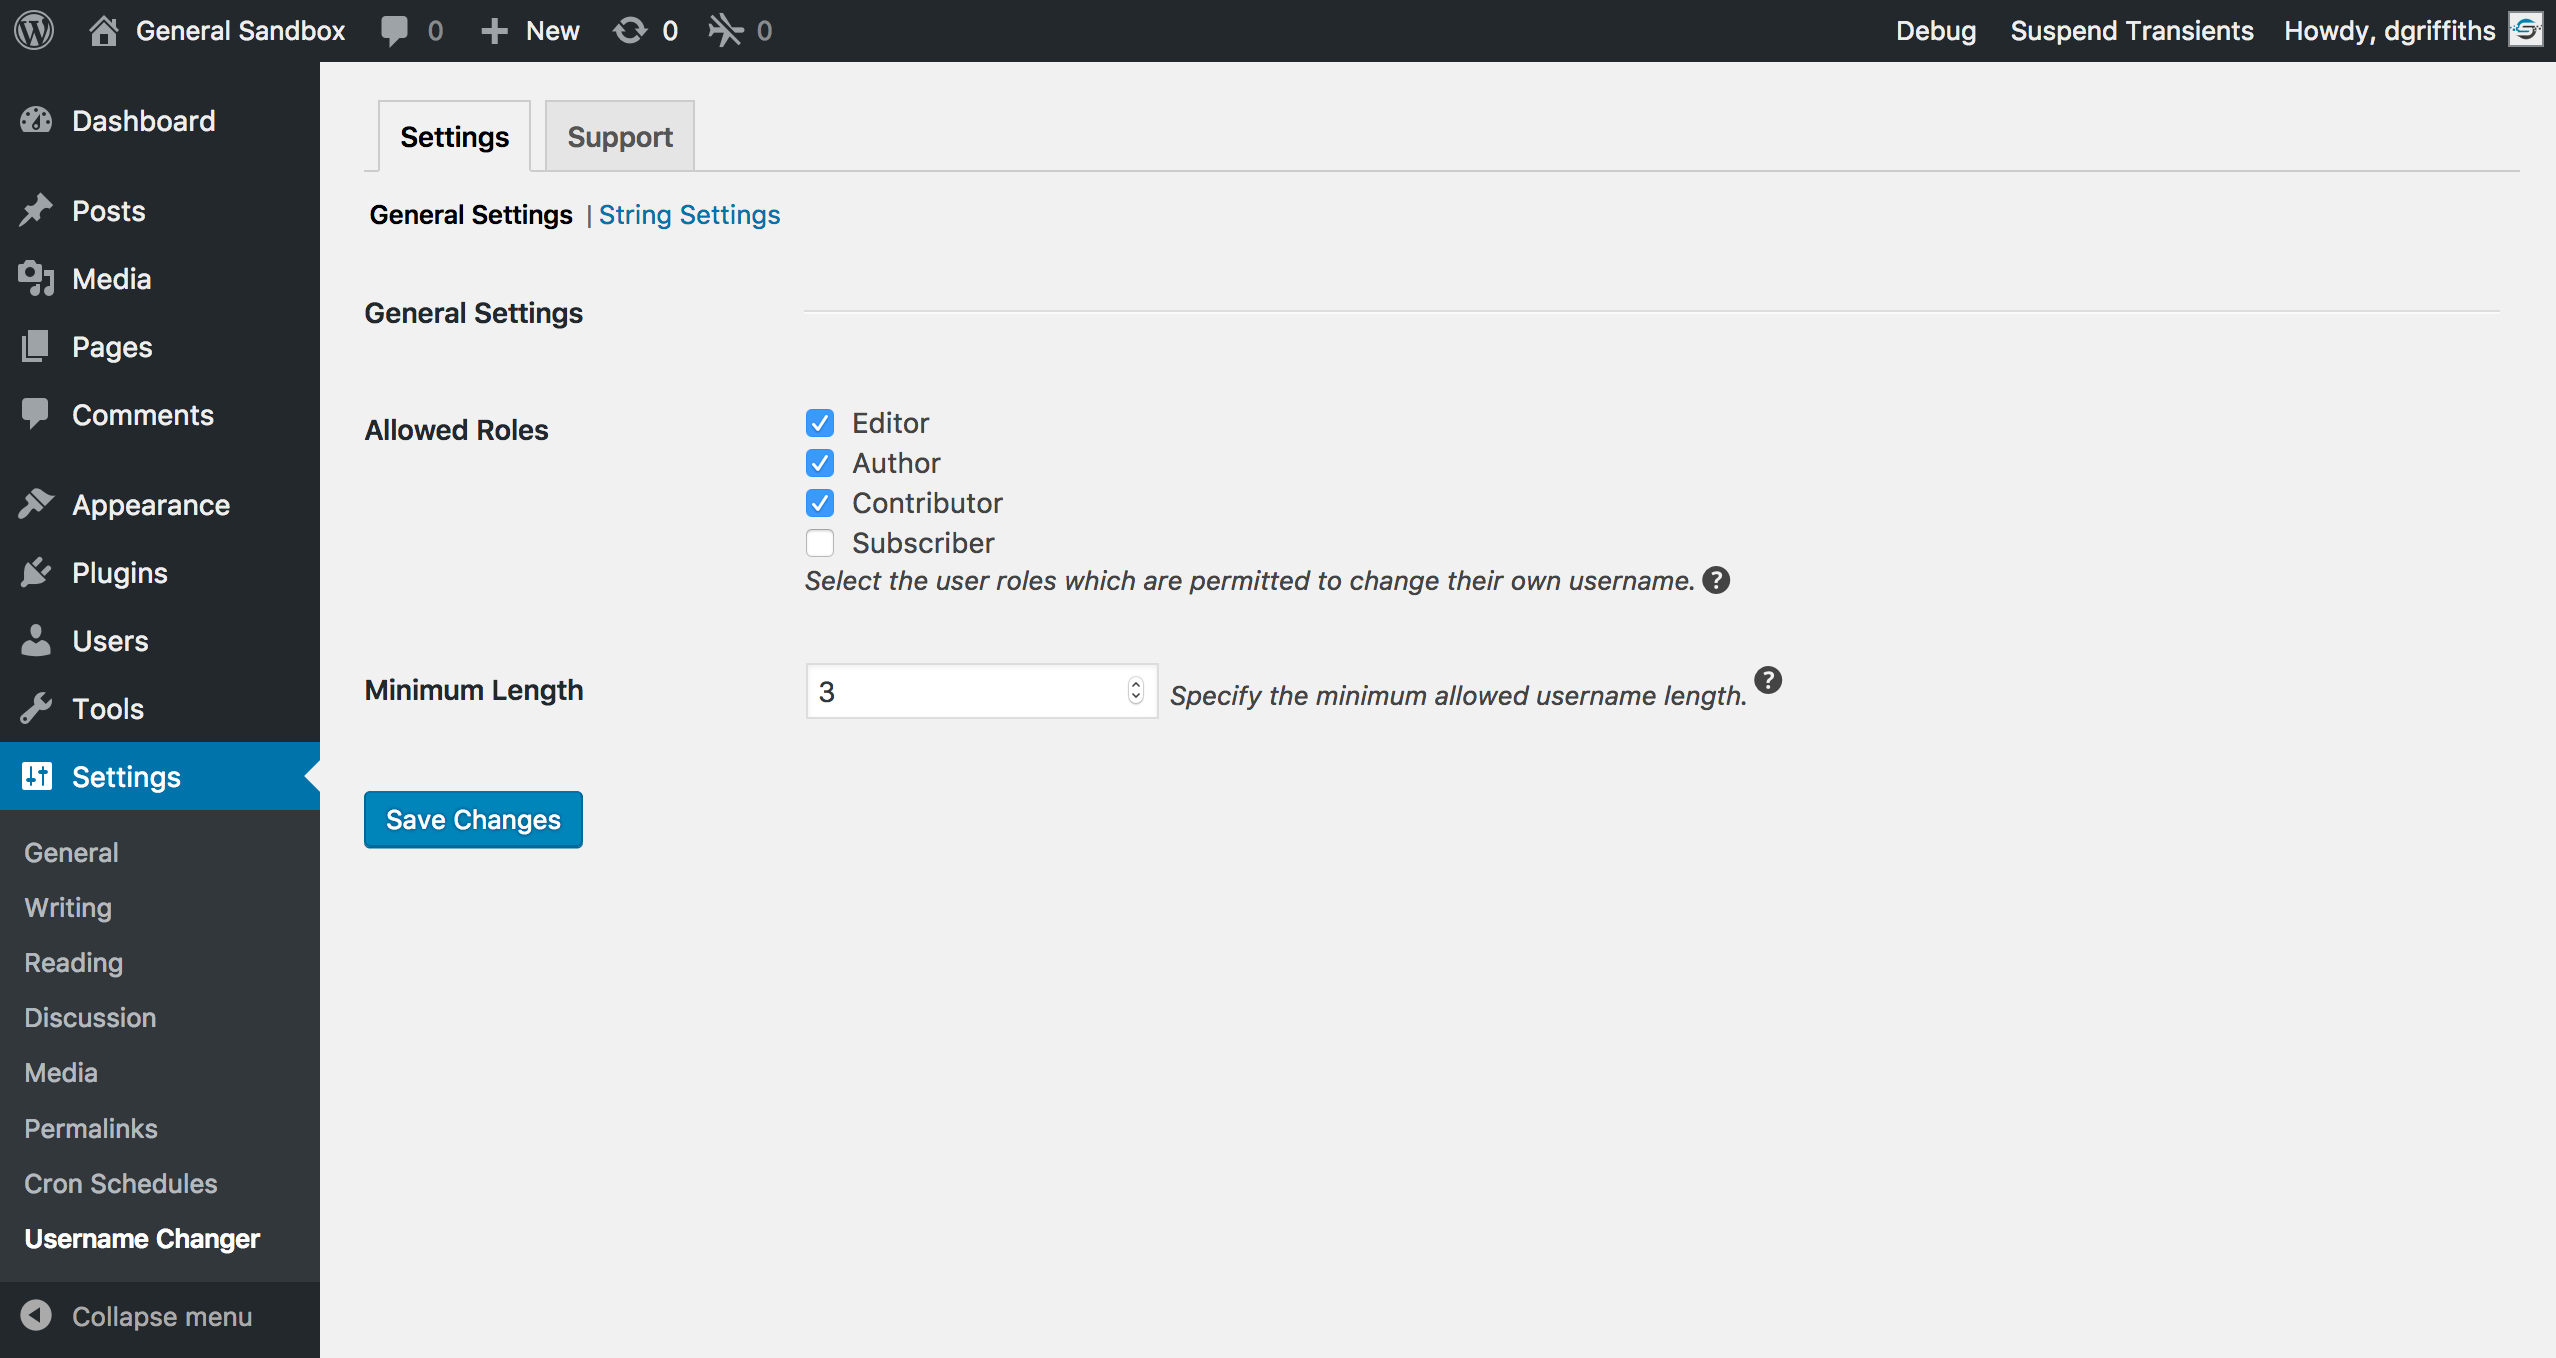 General Sandbox 0 New 0 0 Debug Suspend Transients Howdy, dgriffiths
Dashboard
Posts
Media
Pages
Comments
Appearance
Plugins
Users
Tools
Settings
General
Writing
Reading
Discussion
Media
Permalinks
Cron Schedules
Username Changer
Collapse menu
Settings Support
General Settings | String Settings
General Settings
Allowed Roles
Editor
Author
Contributor
Subscriber
Select the user roles which are permitted to change their own username. ?
Minimum Length 3 Specify the minimum allowed username length. ?
Save Changes